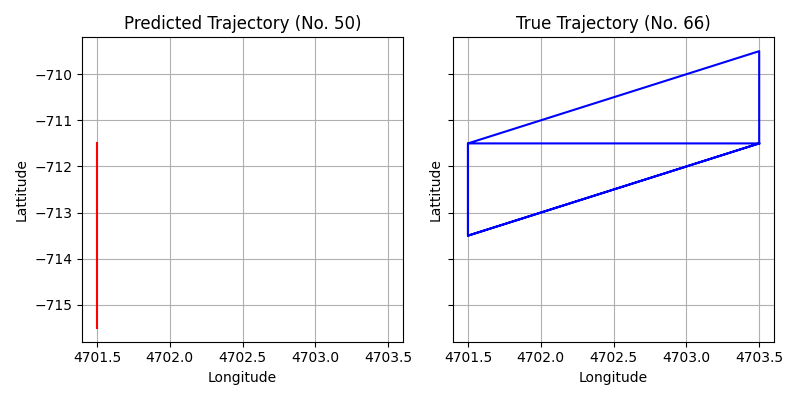 Predicted Trajectory (No. 50)
True Trajectory (No. 66)
Lattitude
−710
−711
−712
−713
−714
−715
4701.5 4702.0 4702.5 4703.0 4703.5
Longitude
Lattitude
4701.5 4702.0 4702.5 4703.0 4703.5
Longitude